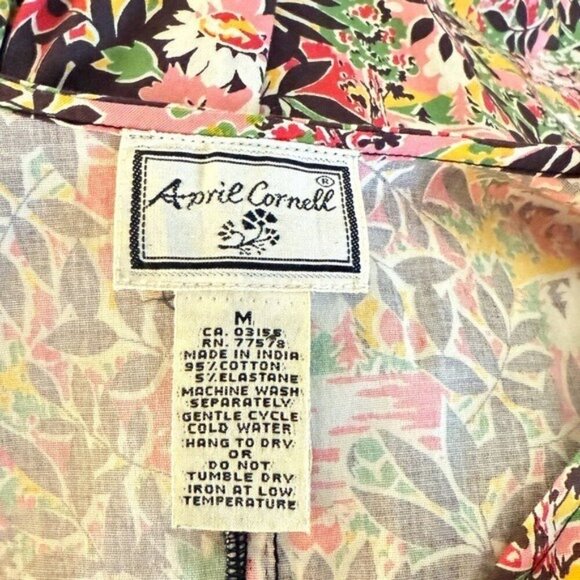 April Cornell®
M
CA. 03155
RN. 77578
MADE IN INDIA
95% COTTON
5% ELASTANE
MACHINE WASH
SEPARATELY
GENTLE CYCLE
COLD WATER
HANG TO DRY
OR
DO NOT
TUMBLE DRY
IRON AT LOW
TEMPERATURE